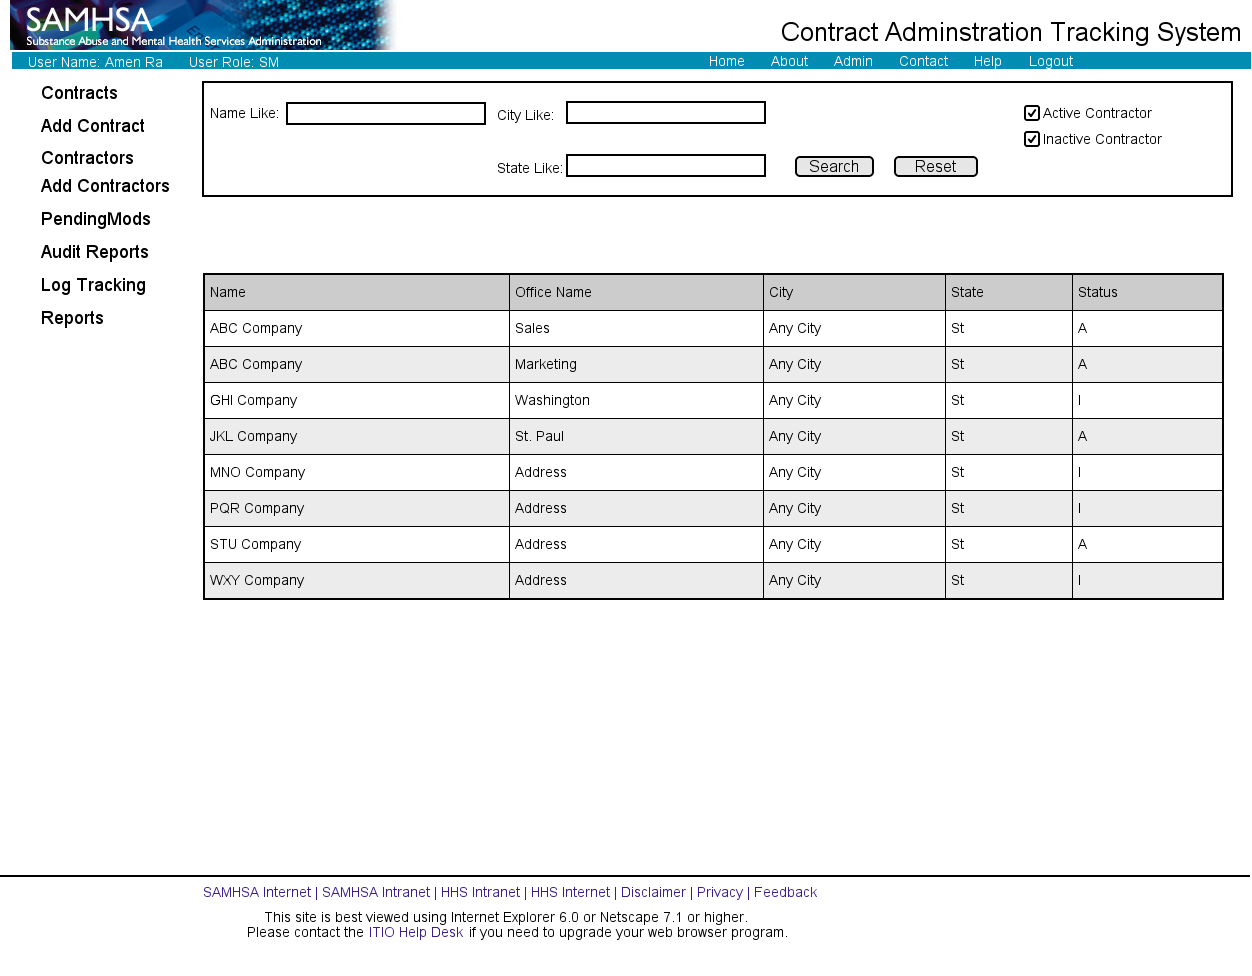 SAMHSA
Substance Abuse and Mental Health Services Administration
Contract Adminstration Tracking System
User Name: Amen Ra User Role: SM Home About Admin Contact Help Logout
Contracts
Add Contract
Contractors
Add Contractors
PendingMods
Audit Reports
Log Tracking
Reports
Name Like: City Like: Active Contractor
Inactive Contractor
State Like: Search Reset
Name Office Name City State Status
ABC Company Sales Any City St A
ABC Company Marketing Any City St A
GHI Company Washington Any City St I
JKL Company St. Paul Any City St A
MNO Company Address Any City St I
PQR Company Address Any City St I
STU Company Address Any City St A
WXY Company Address Any City St I
SAMHSA Internet | SAMHSA Intranet | HHS Intranet | HHS Internet | Disclaimer | Privacy | Feedback
This site is best viewed using Internet Explorer 6.0 or Netscape 7.1 or higher.
Please contact the ITIO Help Desk if you need to upgrade your web browser program.